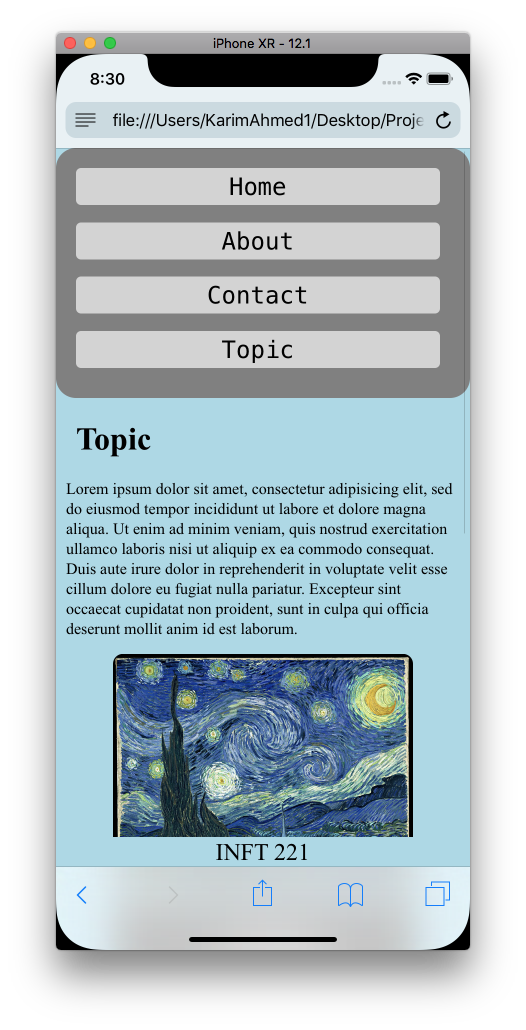 iPhone XR - 12.1
8:30
file:///Users/KarimAhmed1/Desktop/Proje
Home
About
Contact
Topic
Topic
Lorem ipsum dolor sit amet, consectetur adipisicing elit, sed
do eiusmod tempor incididunt ut labore et dolore magna
aliqua. Ut enim ad minim veniam, quis nostrud exercitation
ullamco laboris nisi ut aliquip ex ea commodo consequat.
Duis aute irure dolor in reprehenderit in voluptate velit esse
cillum dolore eu fugiat nulla pariatur. Excepteur sint
occaecat cupidatat non proident, sunt in culpa qui officia
deserunt mollit anim id est laborum.
INFT 221